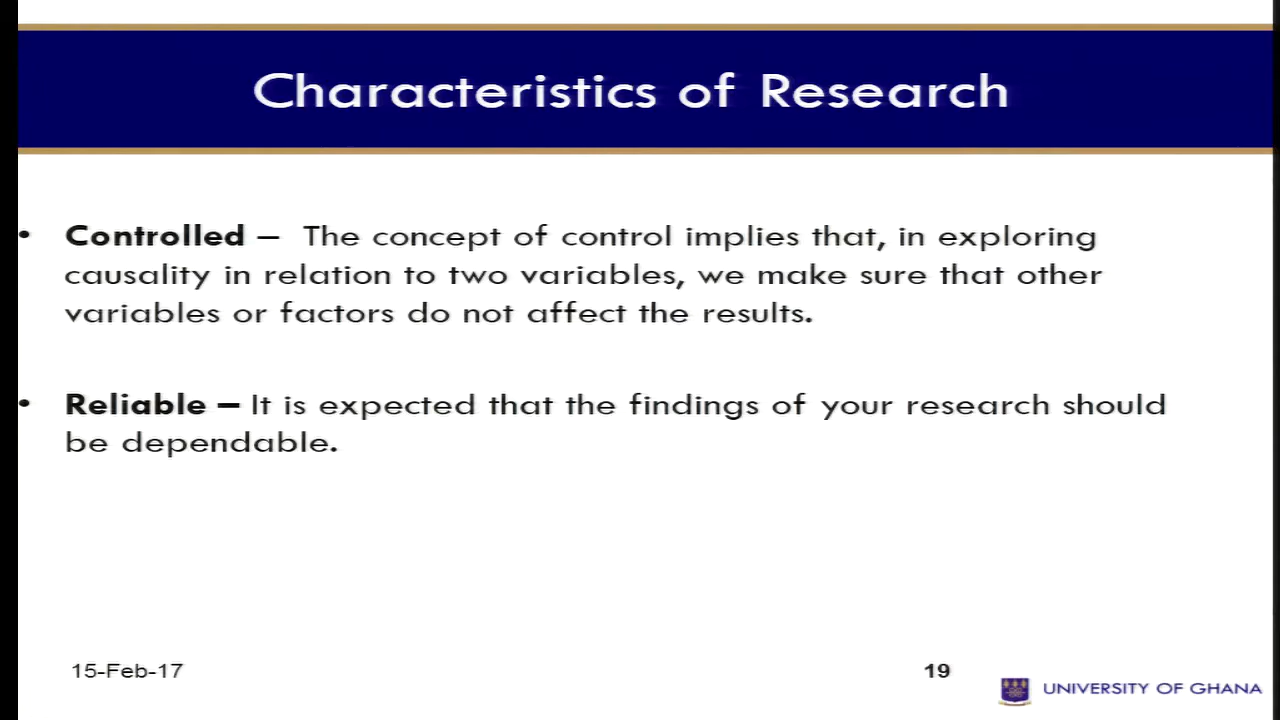 Characteristics of Research
• Controlled – The concept of control implies that, in exploring
causality in relation to two variables, we make sure that other
variables or factors do not affect the results.
• Reliable – It is expected that the findings of your research should
be dependable.
15-Feb-17
19
UNIVERSITY OF GHANA